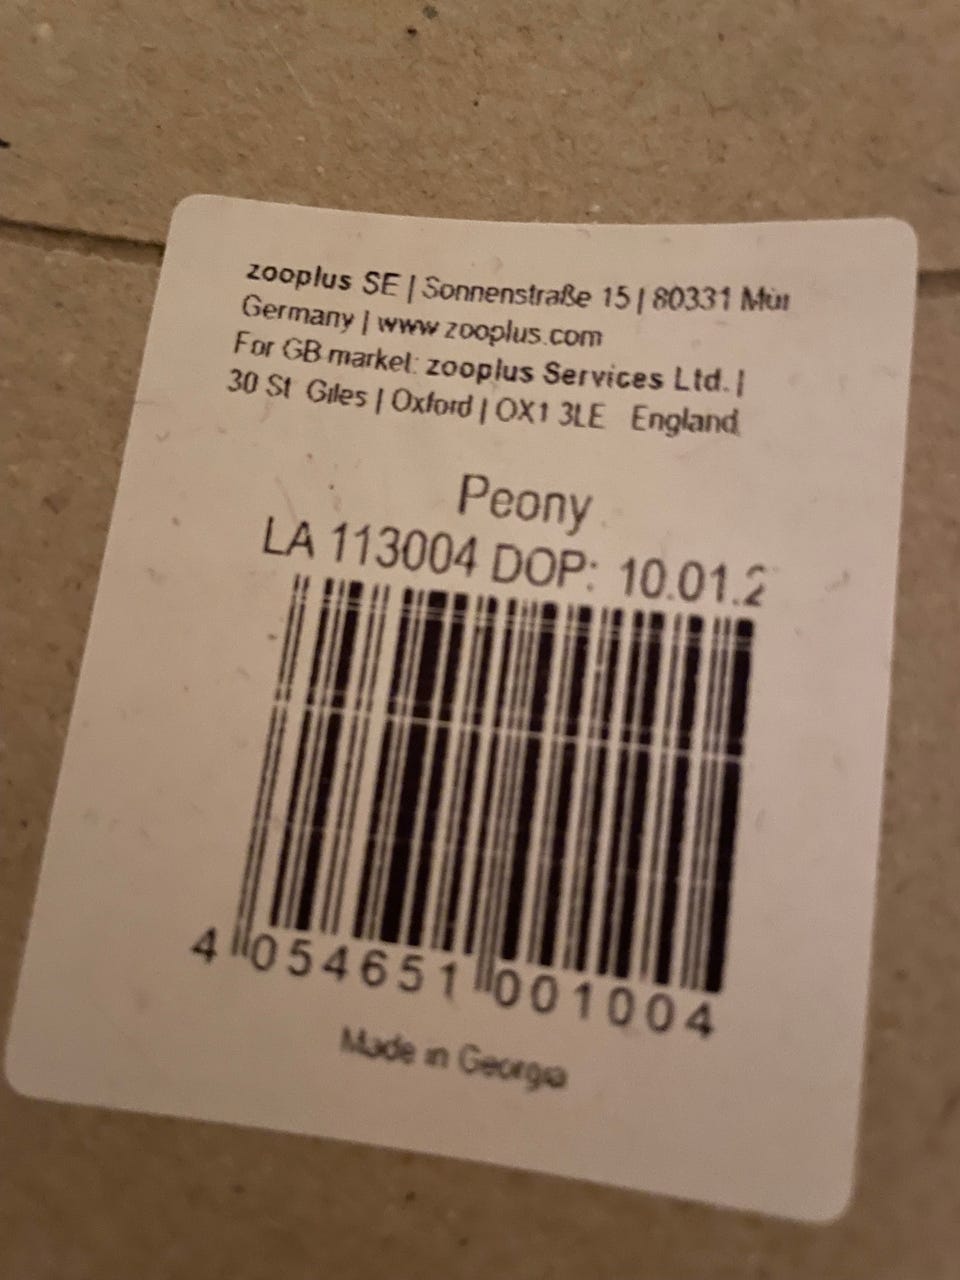 zooplus SE | Sonnenstraße 15 | 80331 Mün
Germany | www.zooplus.com
For GB market: zooplus Services Ltd. |
30 St Giles | Oxford | OX1 3LE England
Peony
LA 113004 DOP: 10.01.2
4 054651 001004
Made in Georgia